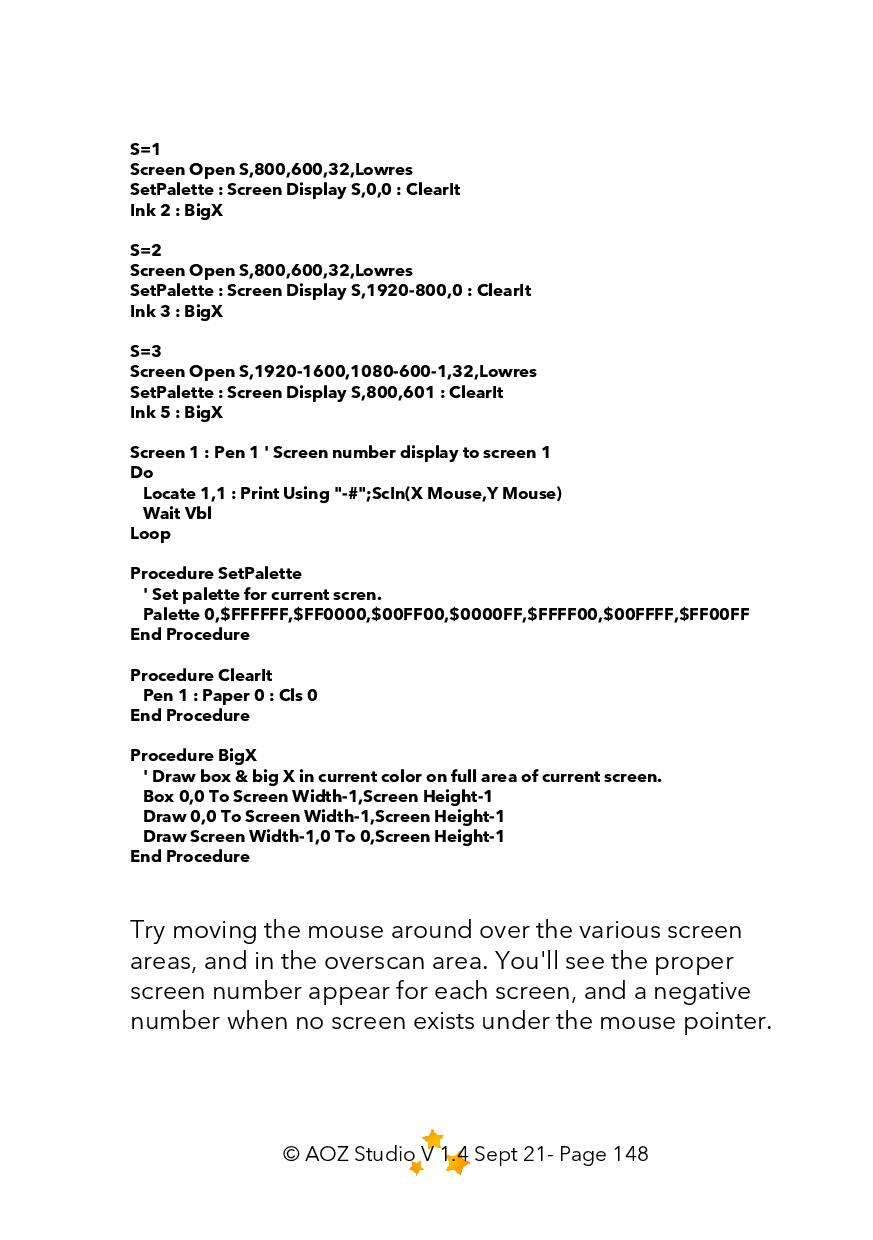 S=1
Screen Open S,800,600,32,Lowres
SetPalette : Screen Display S,0,0 : ClearIt
Ink 2 : BigX
S=2
Screen Open S,800,600,32,Lowres
SetPalette : Screen Display S,1920-800,0 : ClearIt
Ink 3 : BigX
S=3
Screen Open S,1920-1600,1080-600-1,32,Lowres
SetPalette : Screen Display S,800,601 : ClearIt
Ink 5 : BigX
Screen 1 : Pen 1 ' Screen number display to screen 1
Do
Locate 1,1 : Print Using "-#";ScIn(X Mouse,Y Mouse)
Wait Vbl
Loop
Procedure SetPalette
' Set palette for current scren.
Palette 0,$FFFFFF,$FF0000,$00FF00,$0000FF,$FFFF00,$00FFFF,$FF00FF
End Procedure
Procedure ClearIt
Pen 1 : Paper 0 : Cls 0
End Procedure
Procedure BigX
' Draw box & big X in current color on full area of current screen.
Box 0,0 To Screen Width-1,Screen Height-1
Draw 0,0 To Screen Width-1,Screen Height-1
Draw Screen Width-1,0 To 0,Screen Height-1
End Procedure
Try moving the mouse around over the various screen
areas, and in the overscan area. You'll see the proper
screen number appear for each screen, and a negative
number when no screen exists under the mouse pointer.
© AOZ Studio V 1.4 Sept 21- Page 148